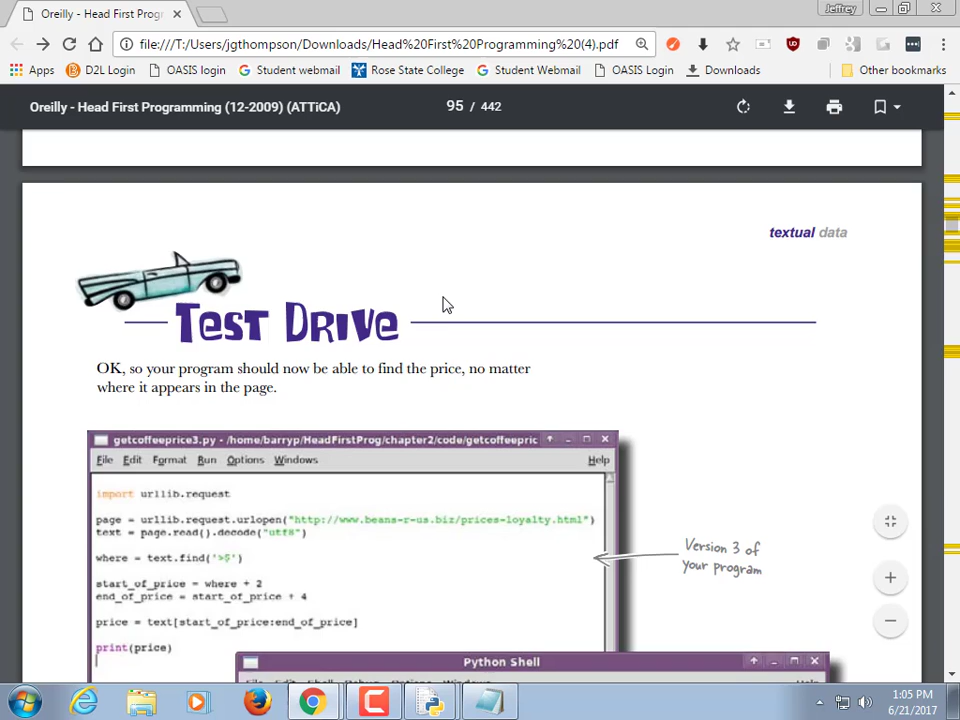 Oreilly - Head First Progr
Jeffrey
file:///T:/Users/jgthompson/Downloads/Head%20First%20Programming%20(4).pdf
Apps D2L Login OASIS login Student webmail Rose State College Student Webmail OASIS Login Downloads Other bookmarks
Oreilly - Head First Programming (12-2009) (ATTiCA) 95 / 442
textual data
Test Drive
OK, so your program should now be able to find the price, no matter
where it appears in the page.
getcoffeeprice3.py - /home/barryp/HeadFirstProg/chapter2/code/getcoffeepric
File Edit Format Run Options Windows Help
import urllib.request
page = urllib.request.urlopen("http://www.beans-r-us.biz/prices-loyalty.html")
text = page.read().decode("utf8")
where = text.find('>$')
start_of_price = where + 2
end_of_price = start_of_price + 4
price = text[start_of_price:end_of_price]
print(price)
Version 3 of
your program
Python Shell
1:05 PM
6/21/2017